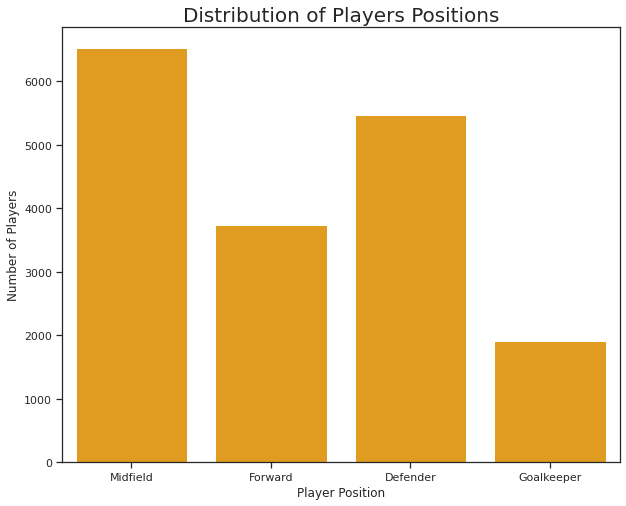 Distribution of Players Positions
Number of Players
6000
5000
4000
3000
2000
1000
0
Midfield
Forward
Defender
Goalkeeper
Player Position